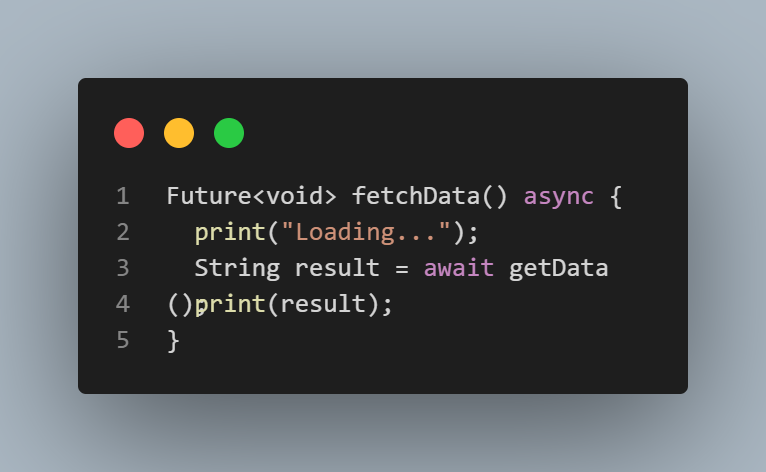 1 Future<void> fetchData() async {
2   print("Loading...");
3   String result = await getData
();
4   print(result);
5 }